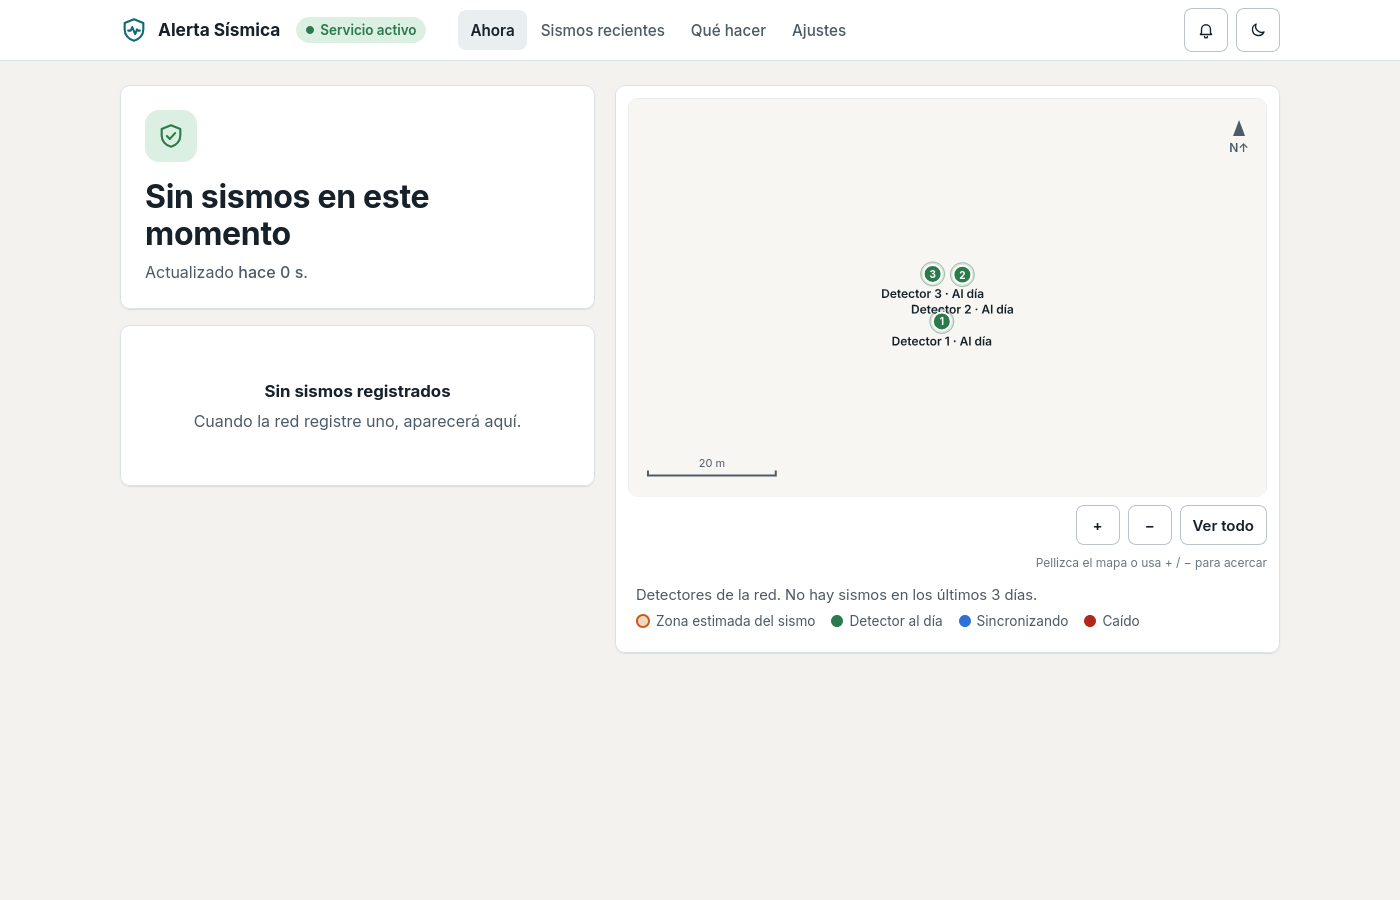 Alerta Sísmica
Servicio activo
Ahora
Sismos recientes
Qué hacer
Ajustes
Sin sismos en este
momento
Actualizado hace 0 s.
Sin sismos registrados
Cuando la red registre uno, aparecerá aquí.
N↑
3
2
Detector 3 · Al día
Detector 2 · Al día
1
Detector 1 · Al día
20 m
+
−
Ver todo
Pellizca el mapa o usa + / − para acercar
Detectores de la red. No hay sismos en los últimos 3 días.
Zona estimada del sismo
Detector al día
Sincronizando
Caído